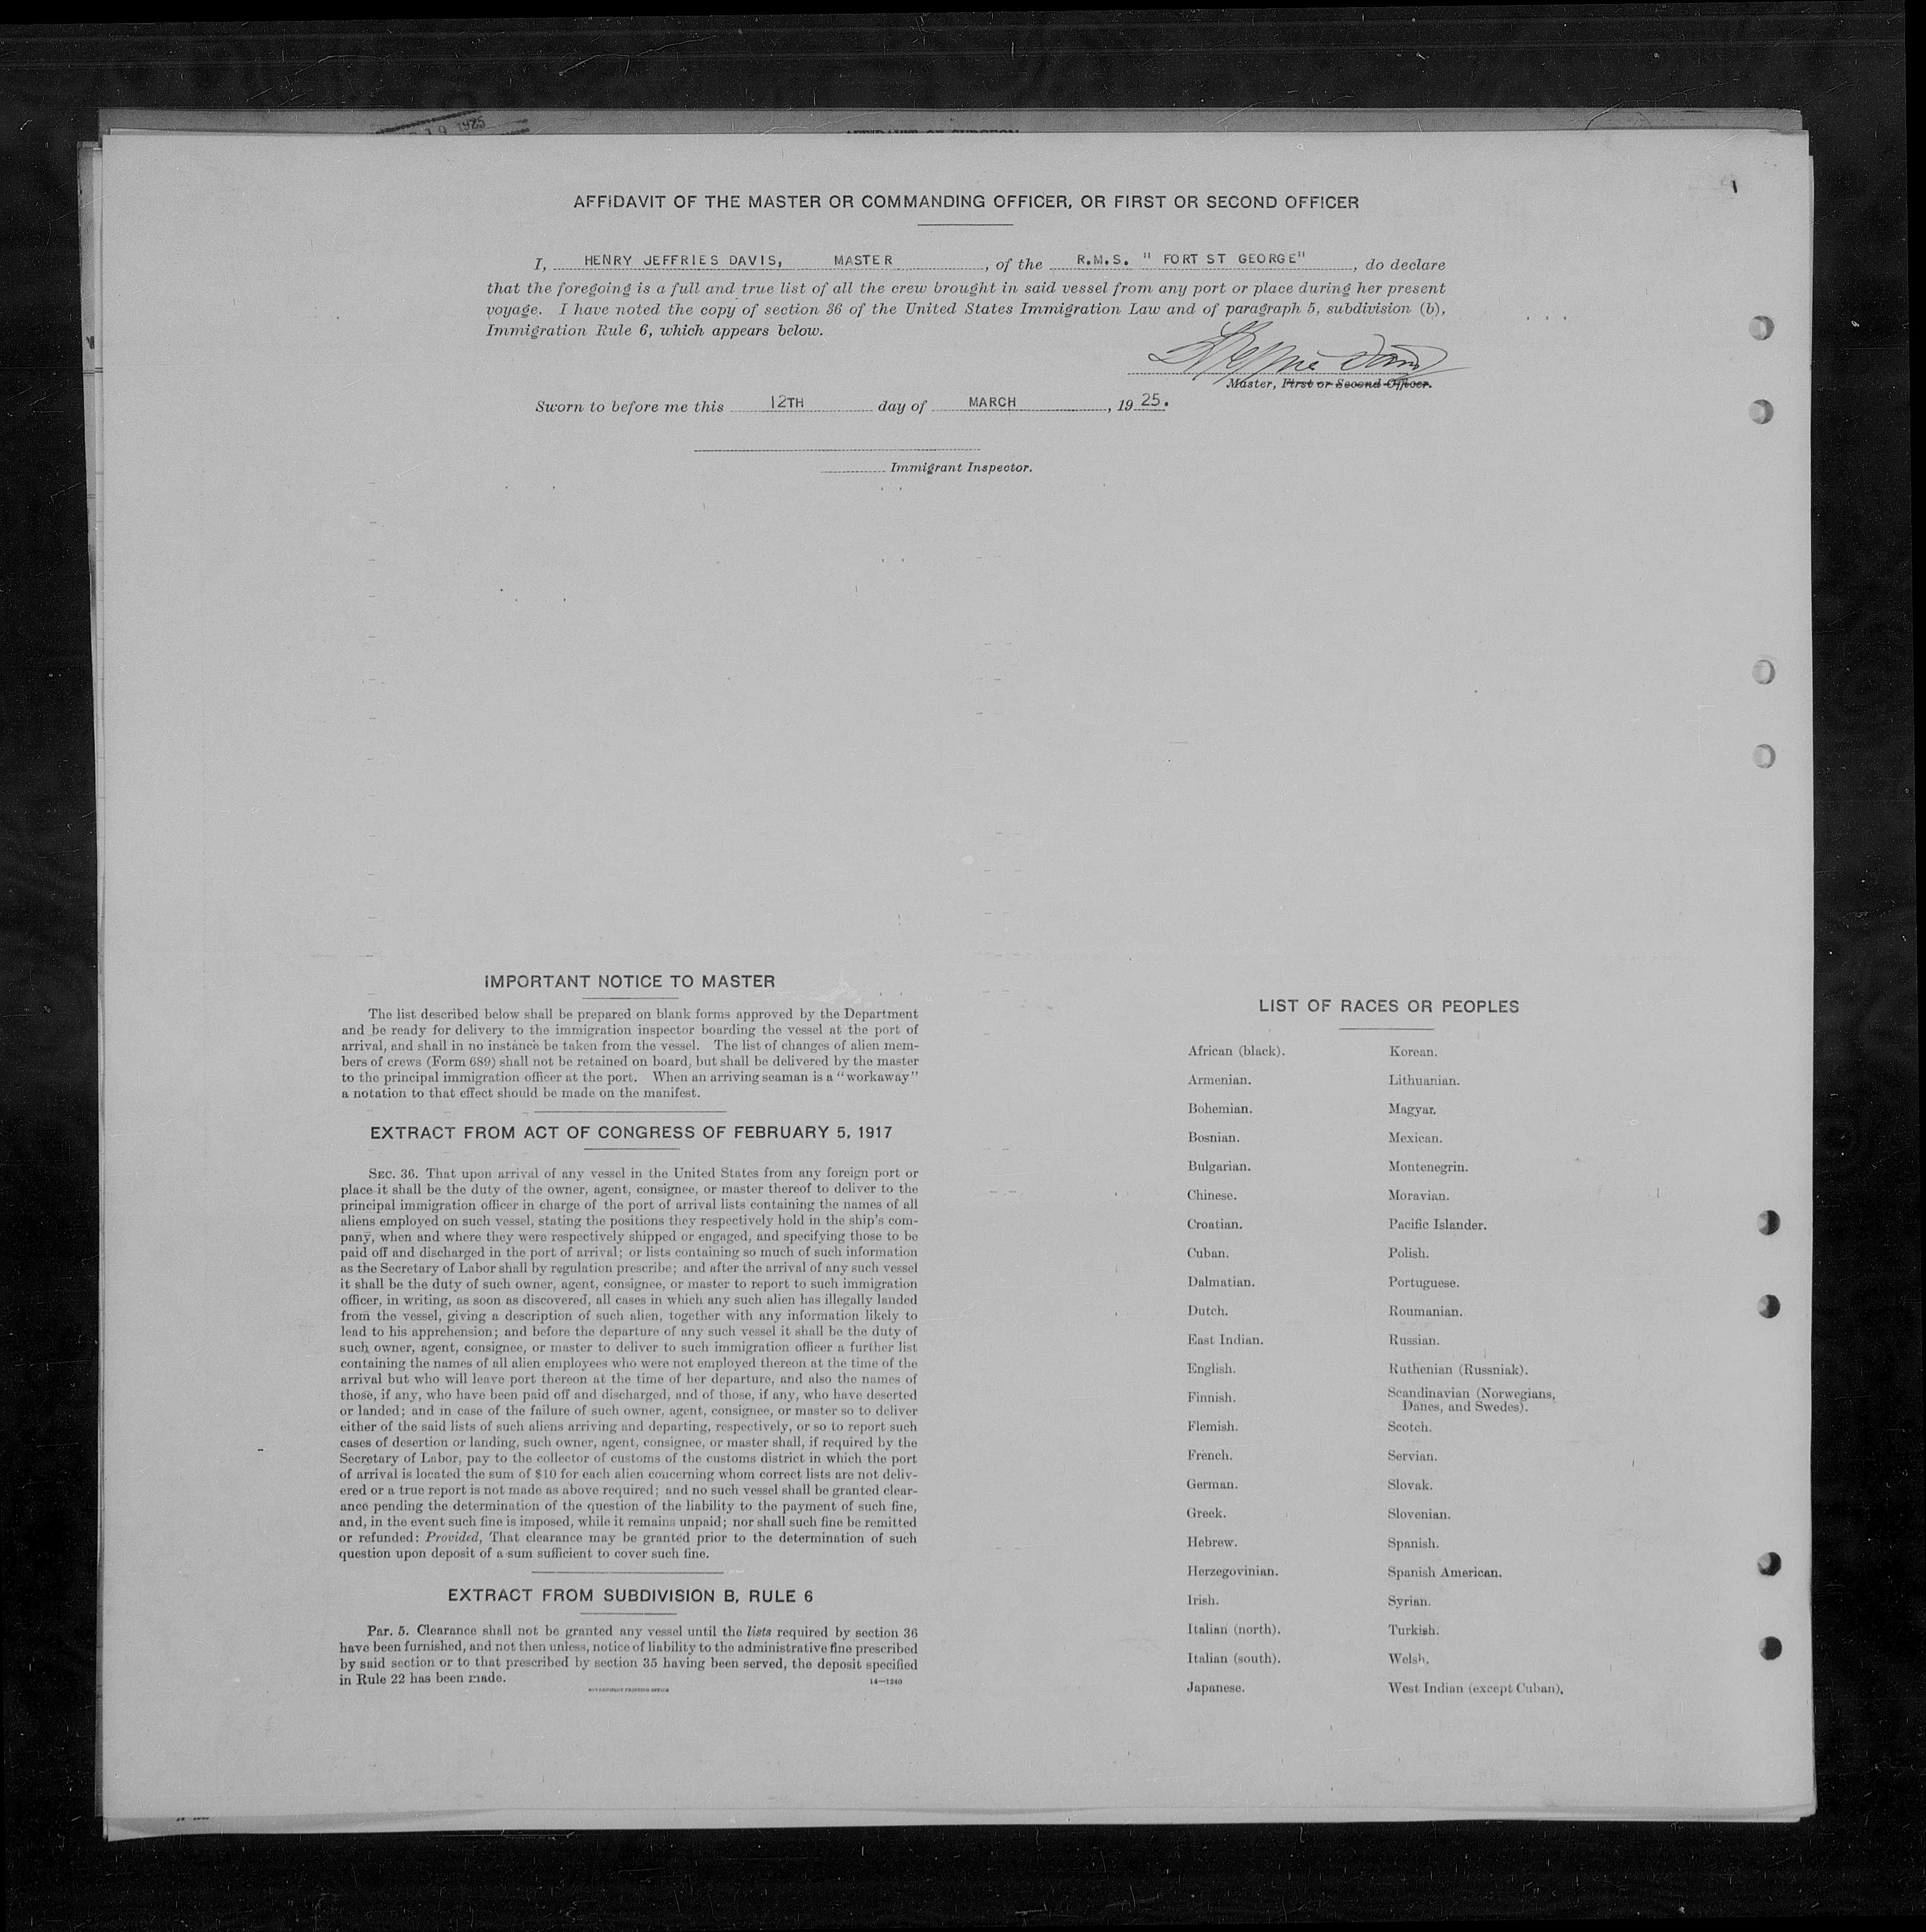 19 1925
AFFIDAVIT OF SURGEON
AFFIDAVIT OF THE MASTER OR COMMANDING OFFICER, OR FIRST OR SECOND OFFICER
I, HENRY JEFFRIES DAVIS, MASTER, of the R.M.S. " FORT ST GEORGE", do declare
that the foregoing is a full and true list of all the crew brought in said vessel from any port or place during her present
voyage. I have noted the copy of section 36 of the United States Immigration Law and of paragraph 5, subdivision (b),
Immigration Rule 6, which appears below.
Master, First or Second Officer.
Sworn to before me this 12TH day of MARCH, 1925.
Immigrant Inspector.
IMPORTANT NOTICE TO MASTER
The list described below shall be prepared on blank forms approved by the Department
and be ready for delivery to the immigration inspector boarding the vessel at the port of
arrival, and shall in no instance be taken from the vessel. The list of changes of alien mem-
bers of crews (Form 689) shall not be retained on board, but shall be delivered by the master
to the principal immigration officer at the port. When an arriving seaman is a "workaway"
a notation to that effect should be made on the manifest.
EXTRACT FROM ACT OF CONGRESS OF FEBRUARY 5, 1917
SEC. 36. That upon arrival of any vessel in the United States from any foreign port or
place it shall be the duty of the owner, agent, consignee, or master thereof to deliver to the
principal immigration officer in charge of the port of arrival lists containing the names of all
aliens employed on such vessel, stating the positions they respectively hold in the ship's com-
pany, when and where they were respectively shipped or engaged, and specifying those to be
paid off and discharged in the port of arrival; or lists containing so much of such information
as the Secretary of Labor shall by regulation prescribe; and after the arrival of any such vessel
it shall be the duty of such owner, agent, consignee, or master to report to such immigration
officer, in writing, as soon as discovered, all cases in which any such alien has illegally landed
from the vessel, giving a description of such alien, together with any information likely to
lead to his apprehension; and before the departure of any such vessel it shall be the duty of
such owner, agent, consignee, or master to deliver to such immigration officer a further list
containing the names of all alien employees who were not employed thereon at the time of the
arrival but who will leave port thereon at the time of her departure, and also the names of
those, if any, who have been paid off and discharged, and of those, if any, who have deserted
or landed; and in case of the failure of such owner, agent, consignee, or master so to deliver
either of the said lists of such aliens arriving and departing, respectively, or so to report such
cases of desertion or landing, such owner, agent, consignee, or master shall, if required by the
Secretary of Labor, pay to the collector of customs of the customs district in which the port
of arrival is located the sum of $10 for each alien concerning whom correct lists are not deliv-
ered or a true report is not made as above required; and no such vessel shall be granted clear-
ance pending the determination of the question of the liability to the payment of such fine,
and, in the event such fine is imposed, while it remains unpaid; nor shall such fine be remitted
or refunded: Provided, That clearance may be granted prior to the determination of such
question upon deposit of a sum sufficient to cover such fine.
EXTRACT FROM SUBDIVISION B, RULE 6
Par. 5. Clearance shall not be granted any vessel until the lists required by section 36
have been furnished, and not then unless, notice of liability to the administrative fine prescribed
by said section or to that prescribed by section 35 having been served, the deposit specified
in Rule 22 has been made.
14—1240
GOVERNMENT PRINTING OFFICE
LIST OF RACES OR PEOPLES
African (black).
Armenian.
Bohemian.
Bosnian.
Bulgarian.
Chinese.
Croatian.
Cuban.
Dalmatian.
Dutch.
East Indian.
English.
Finnish.
Flemish.
French.
German.
Greek.
Hebrew.
Herzegovinian.
Irish.
Italian (north).
Italian (south).
Japanese.
Korean.
Lithuanian.
Magyar.
Mexican.
Montenegrin.
Moravian.
Pacific Islander.
Polish.
Portuguese.
Roumanian.
Russian.
Ruthenian (Russniak).
Scandinavian (Norwegians,
Danes, and Swedes).
Scotch.
Servian.
Slovak.
Slovenian.
Spanish.
Spanish American.
Syrian.
Turkish.
Welsh.
West Indian (except Cuban).